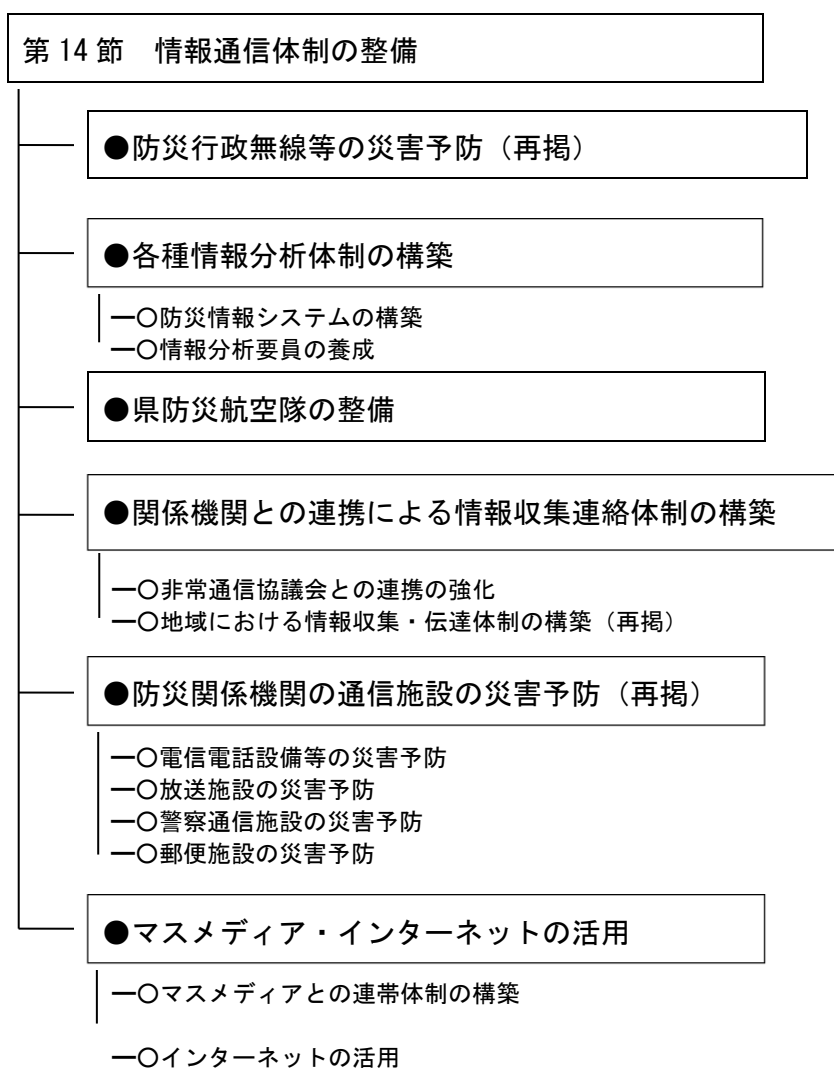 第14節　情報通信体制の整備
●防災行政無線等の災害予防（再掲）
●各種情報分析体制の構築
━○防災情報システムの構築
━○情報分析要員の養成
●県防災航空隊の整備
●関係機関との連携による情報収集連絡体制の構築
━○非常通信協議会との連携の強化
━○地域における情報収集・伝達体制の構築（再掲）
●防災関係機関の通信施設の災害予防（再掲）
━○電信電話設備等の災害予防
━○放送施設の災害予防
━○警察通信施設の災害予防
━○郵便施設の災害予防
●マスメディア・インターネットの活用
━○マスメディアとの連帯体制の構築
━○インターネットの活用